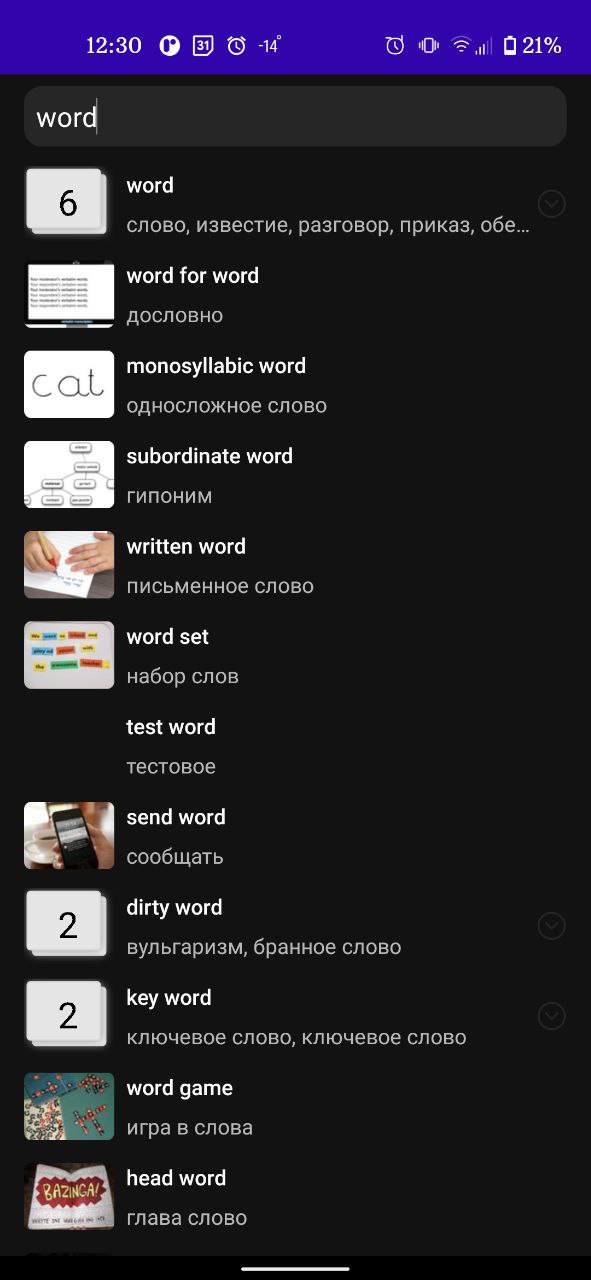 12:30
31
-14°
21%
word
6
word
слово, известие, разговор, приказ, обе...
word for word
дословно
cat
monosyllabic word
односложное слово
subordinate word
гипоним
written word
письменное слово
word set
набор слов
test word
тестовое
send word
сообщать
2
dirty word
вульгаризм, бранное слово
2
key word
ключевое слово, ключевое слово
word game
игра в слова
BAZINGA!
head word
глава слово